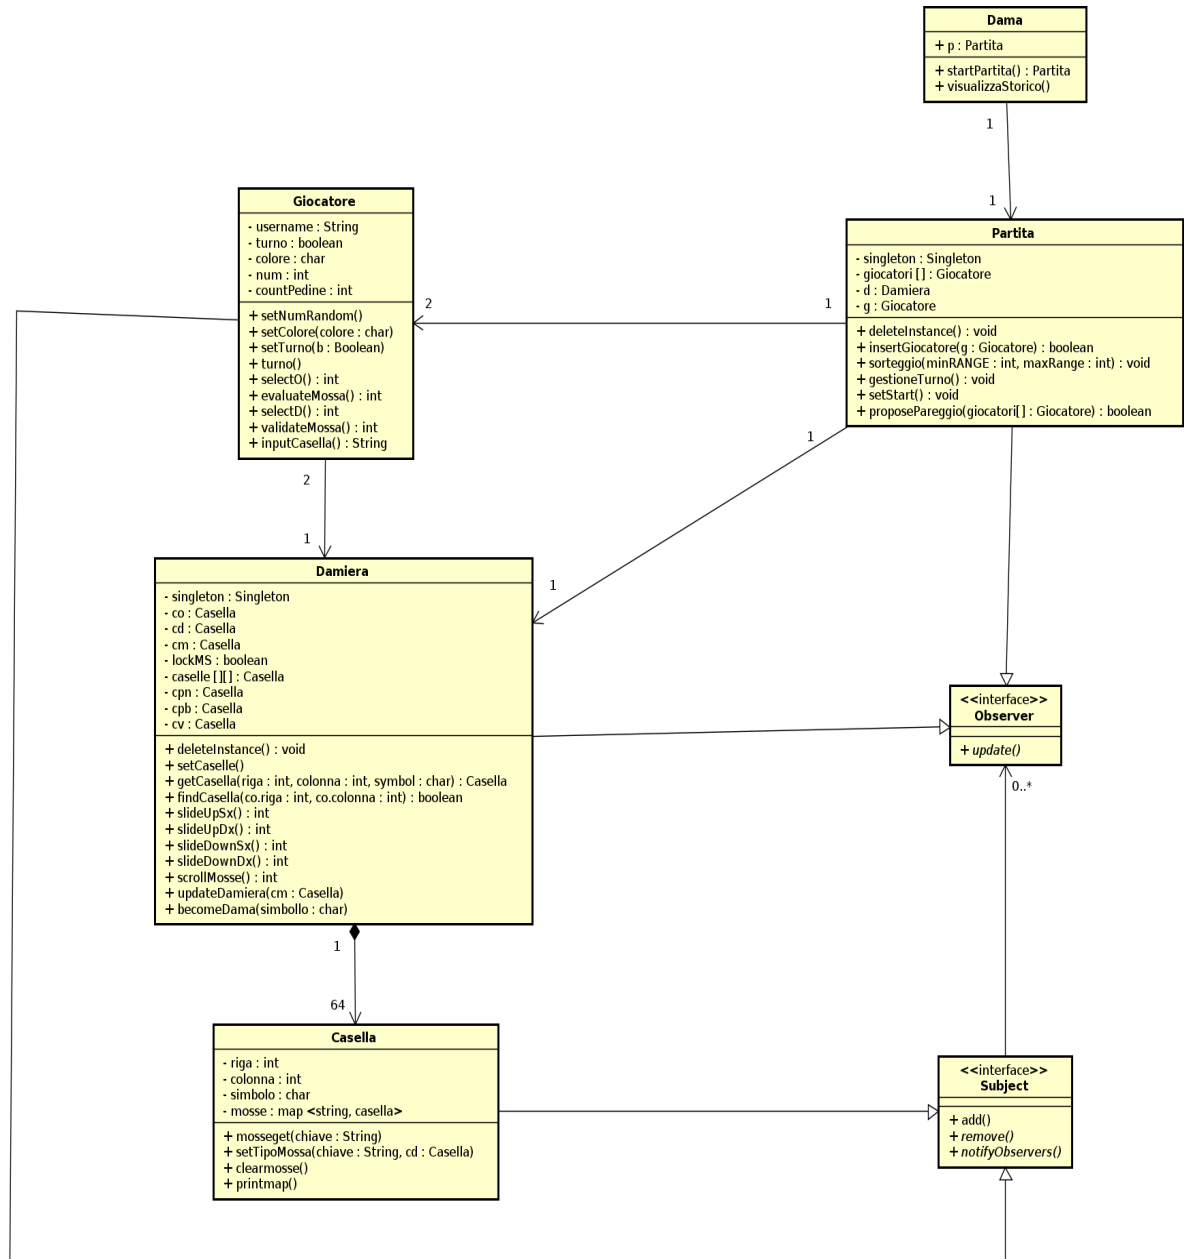 Dama
+ p : Partita
+ startPartita() : Partita
+ visualizzaStorico()
1
1
Giocatore
- username : String
- turno : boolean
- colore : char
- num : int
- countPedine : int
+ setNumRandom()
+ setColore(colore : char)
+ setTurno(b : Boolean)
+ turno()
+ selectO() : int
+ evaluateMossa() : int
+ selectD() : int
+ validateMossa() : int
+ inputCasella() : String
2
1
Partita
- singleton : Singleton
- giocatori [] : Giocatore
- d : Damiera
- g : Giocatore
+ deleteInstance() : void
+ insertGiocatore(g : Giocatore) : boolean
+ sorteggio(minRANGE : int, maxRange : int) : void
+ gestioneTurno() : void
+ setStart() : void
+ proposePareggio(giocatori[] : Giocatore) : boolean
1
2
1
1
Damiera
- singleton : Singleton
- co : Casella
- cd : Casella
- cm : Casella
- lockMS : boolean
- caselle [][] : Casella
- cpn : Casella
- cpb : Casella
- cv : Casella
+ deleteInstance() : void
+ setCaselle()
+ getCasella(riga : int, colonna : int, symbol : char) : Casella
+ findCasella(co.riga : int, co.colonna : int) : boolean
+ slideUpSx() : int
+ slideUpDx() : int
+ slideDownSx() : int
+ slideDownDx() : int
+ scrollMosse() : int
+ updateDamiera(cm : Casella)
+ becomeDama(simbollo : char)
<<interface>>
Observer
+ update()
0..*
1
64
Casella
- riga : int
- colonna : int
- simbolo : char
- mosse : map <string, casella>
+ mosseget(chiave : String)
+ setTipoMossa(chiave : String, cd : Casella)
+ clearmosse()
+ printmap()
<<interface>>
Subject
+ add()
+ remove()
+ notifyObservers()